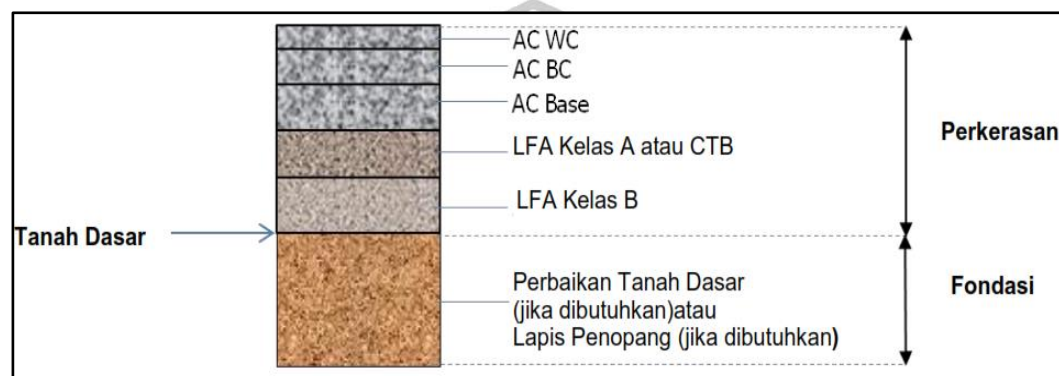 AC WC
AC BC
AC Base
LFA Kelas A atau CTB
LFA Kelas B
Perkerasan
Tanah Dasar
Perbaikan Tanah Dasar
(jika dibutuhkan)atau
Lapis Penopang (jika dibutuhkan)
Fondasi